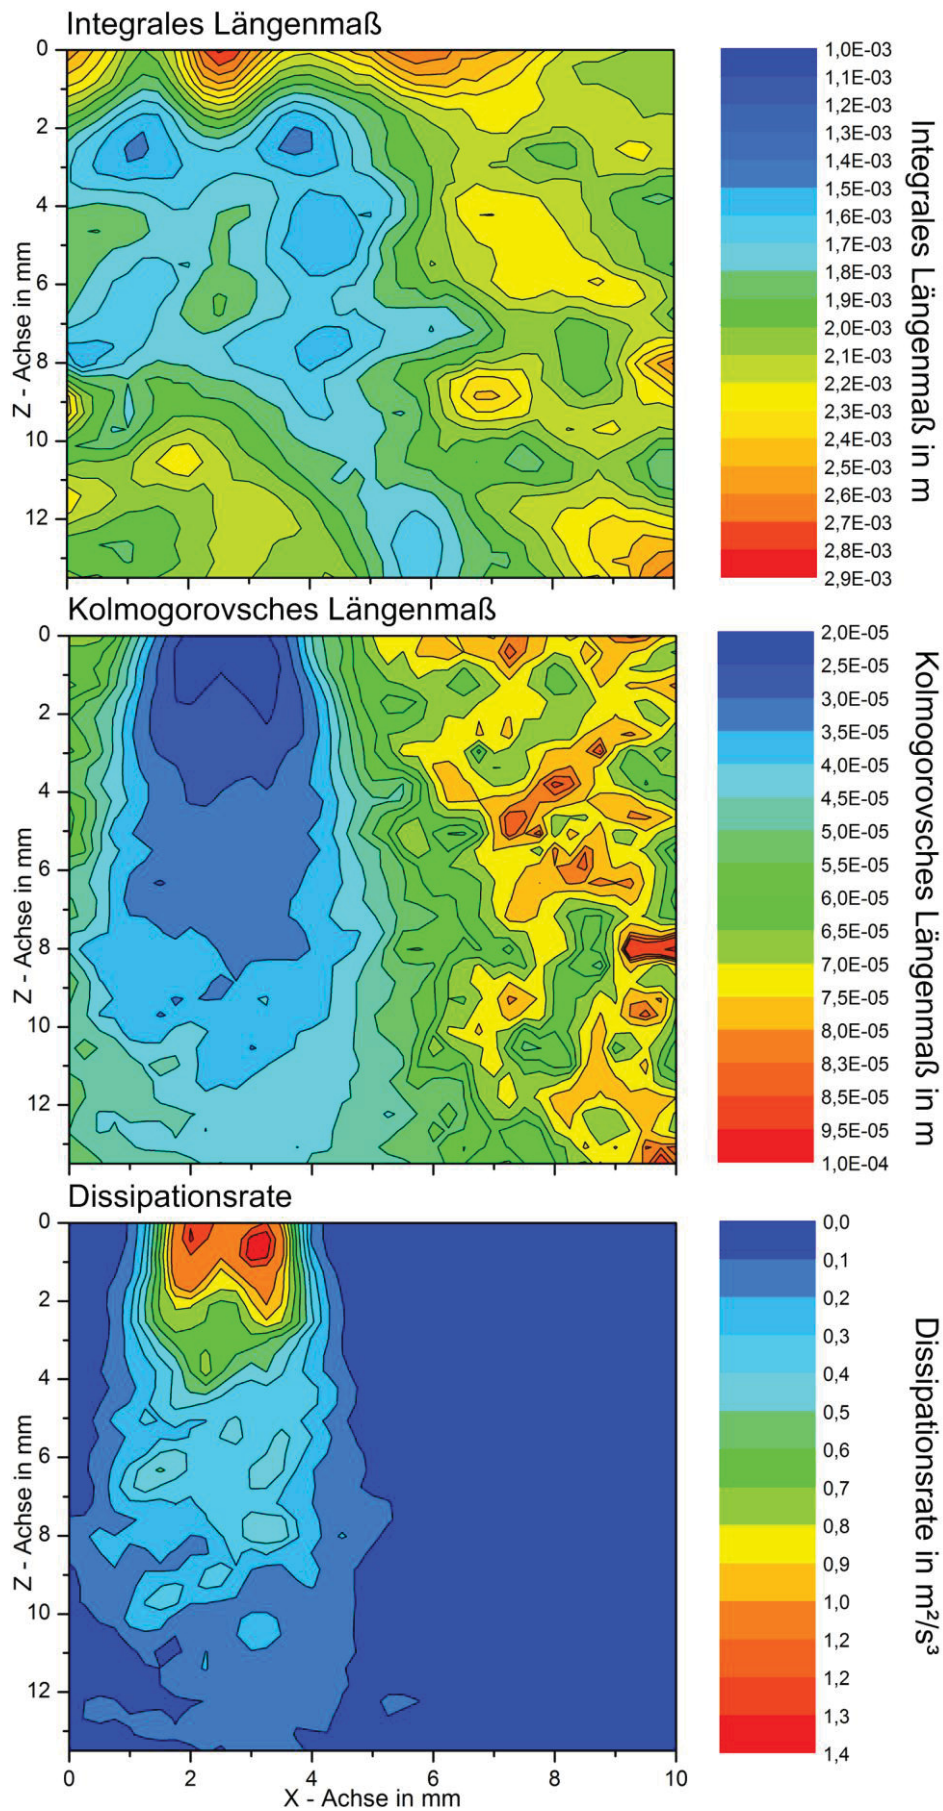 Integrales Längenmaß
0
2
4
6
8
10
12
Z - Achse in mm
1,0E-03
1,1E-03
1,2E-03
1,3E-03
1,4E-03
1,5E-03
1,6E-03
1,7E-03
1,8E-03
1,9E-03
2,0E-03
2,1E-03
2,2E-03
2,3E-03
2,4E-03
2,5E-03
2,6E-03
2,7E-03
2,8E-03
2,9E-03
Integrales Längenmaß in m
Kolmogorovsches Längenmaß
0
2
4
6
8
10
12
Z - Achse in mm
2,0E-05
2,5E-05
3,0E-05
3,5E-05
4,0E-05
4,5E-05
5,0E-05
5,5E-05
6,0E-05
6,5E-05
7,0E-05
7,5E-05
8,0E-05
8,3E-05
8,5E-05
9,5E-05
1,0E-04
Kolmogorovsches Längenmaß in m
Dissipationsrate
0
2
4
6
8
10
12
Z - Achse in mm
0 2 4 6 8 10
X - Achse in mm
0,0
0,1
0,2
0,3
0,4
0,5
0,6
0,7
0,8
0,9
1,0
1,2
1,2
1,3
1,4
Dissipationsrate in m²/s³